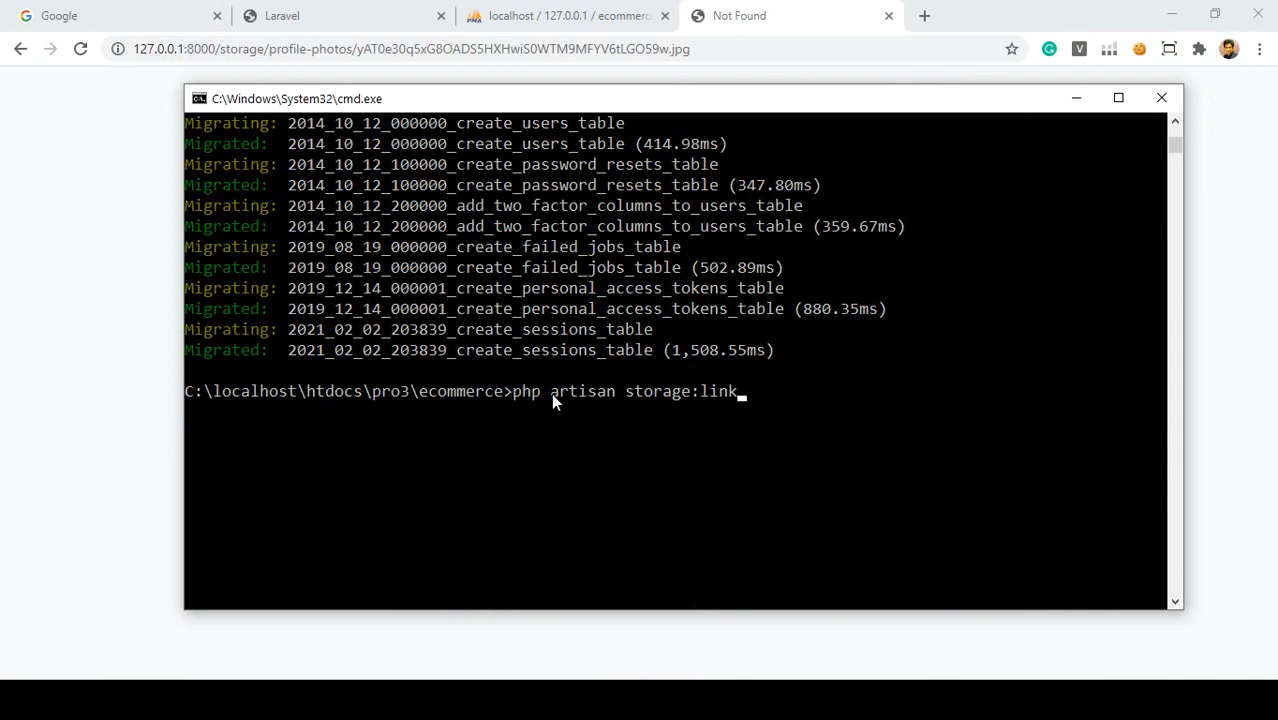 Google
Laravel
localhost / 127.0.0.1 / ecommerc
Not Found
127.0.0.1:8000/storage/profile-photos/yAT0e30q5xG8OADS5HXHwiS0WTM9MFYV6tLGO59w.jpg
C:\Windows\System32\cmd.exe
Migrating: 2014_10_12_000000_create_users_table
Migrated:  2014_10_12_000000_create_users_table (414.98ms)
Migrating: 2014_10_12_100000_create_password_resets_table
Migrated:  2014_10_12_100000_create_password_resets_table (347.80ms)
Migrating: 2014_10_12_200000_add_two_factor_columns_to_users_table
Migrated:  2014_10_12_200000_add_two_factor_columns_to_users_table (359.67ms)
Migrating: 2019_08_19_000000_create_failed_jobs_table
Migrated:  2019_08_19_000000_create_failed_jobs_table (502.89ms)
Migrating: 2019_12_14_000001_create_personal_access_tokens_table
Migrated:  2019_12_14_000001_create_personal_access_tokens_table (880.35ms)
Migrating: 2021_02_02_203839_create_sessions_table
Migrated:  2021_02_02_203839_create_sessions_table (1,508.55ms)
C:\localhost\htdocs\pro3\ecommerce>php artisan storage:link